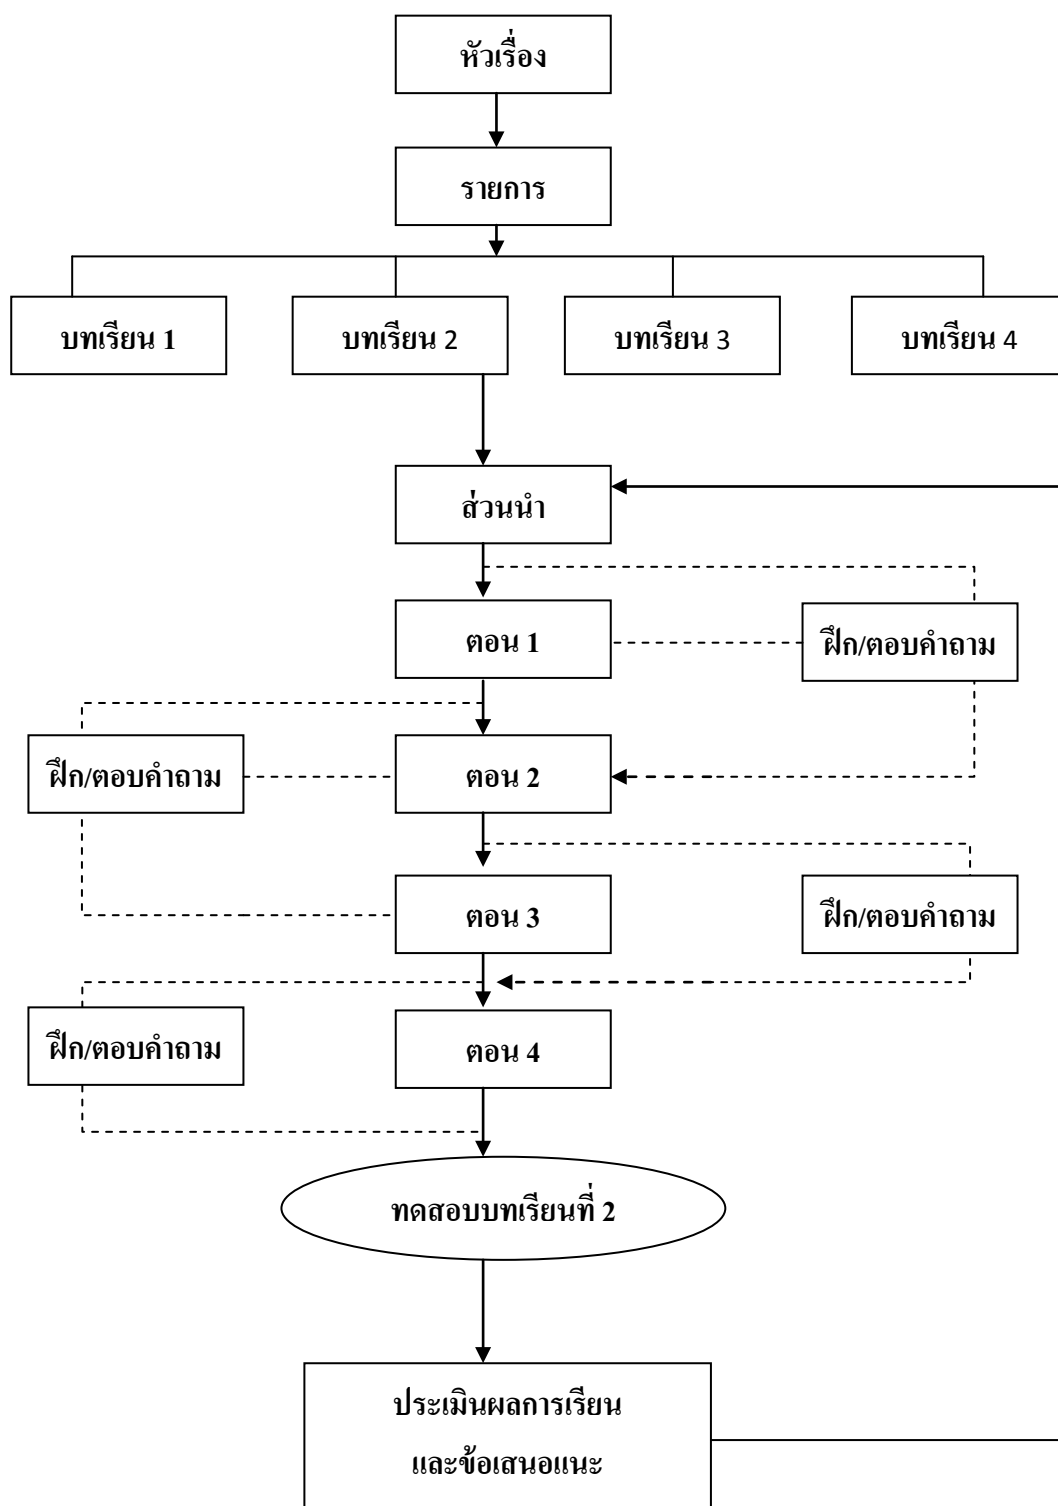 หัวเรื่อง
รายการ
บทเรียน 1
บทเรียน 2
บทเรียน 3
บทเรียน 4
ส่วนนำ
ตอน 1
ฝึก/ตอบคำถาม
ฝึก/ตอบคำถาม
ตอน 2
ตอน 3
ฝึก/ตอบคำถาม
ฝึก/ตอบคำถาม
ตอน 4
ทดสอบบทเรียนที่ 2
ประเมินผลการเรียน
และข้อเสนอแนะ